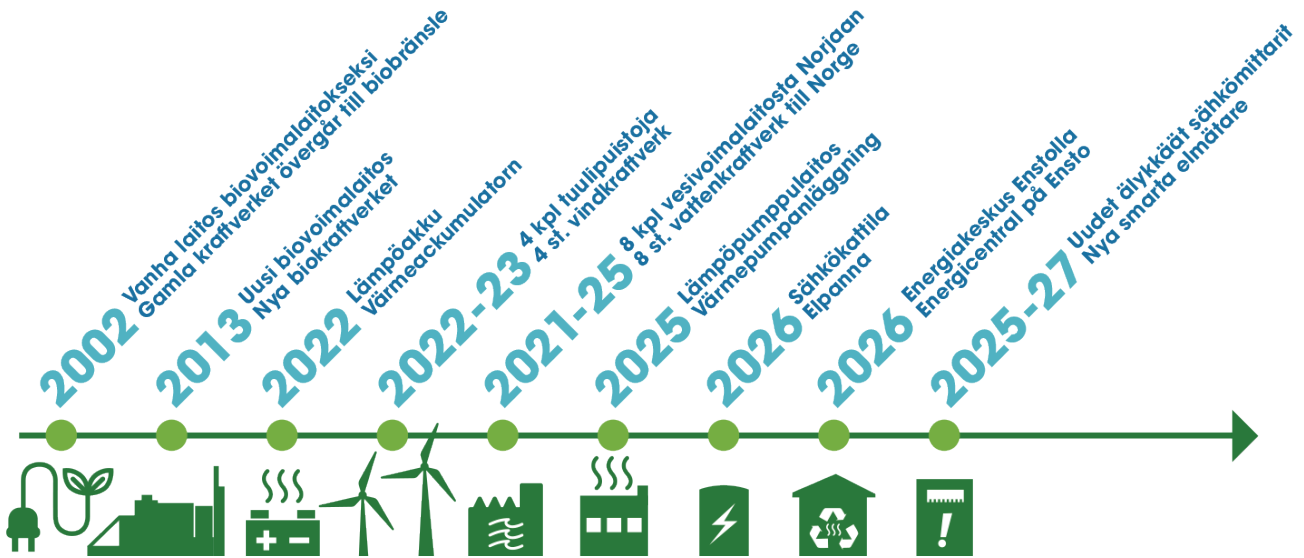 2002
Vanha laitos biovoimalaitokseksi
Gamla kraftverket övergår till biobränsle
2013
Uusi biovoimalaitos
Nya biokraftverket
2022
Lämpöakku
Värmeackumulatorn
2022-23
4 kpl tuulipuistoja
4 st. vindkraftverk
2021-25
8 kpl vesivoimalaitosta Norjaan
8 st. vattenkraftverk till Norge
2025
Lämpöpumppulaitos
Värmepumpanläggning
2026
Sähkökattila
Elpanna
2026
Energiakeskus Enstolla
Energicentral på Ensto
2025-27
Uudet älykkäät sähkömittarit
Nya smarta elmätare